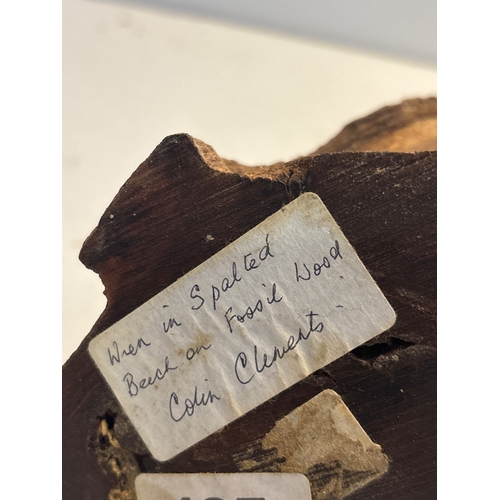 Wren in Spalted
Beech on Fossil Wood
Colin Clements